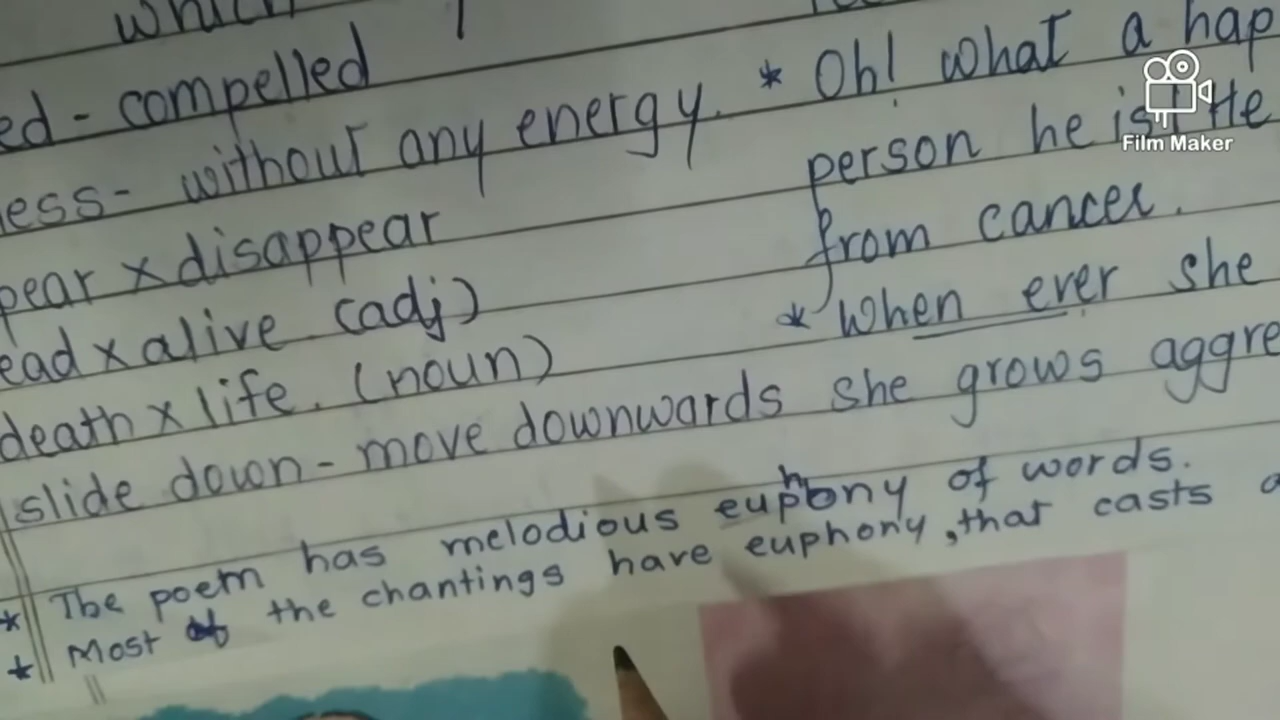 which
ed - compelled
ess - without any energy.
pear x disappear
ead x alive (adj)
death x life. (noun)
slide down - move downwards
* Oh! what a hap
person he is! He
from cancer.
* when ever she
she grows aggre
* The poem has melodious euphony of words.
* Most of the chantings have euphony, that casts a
Film Maker